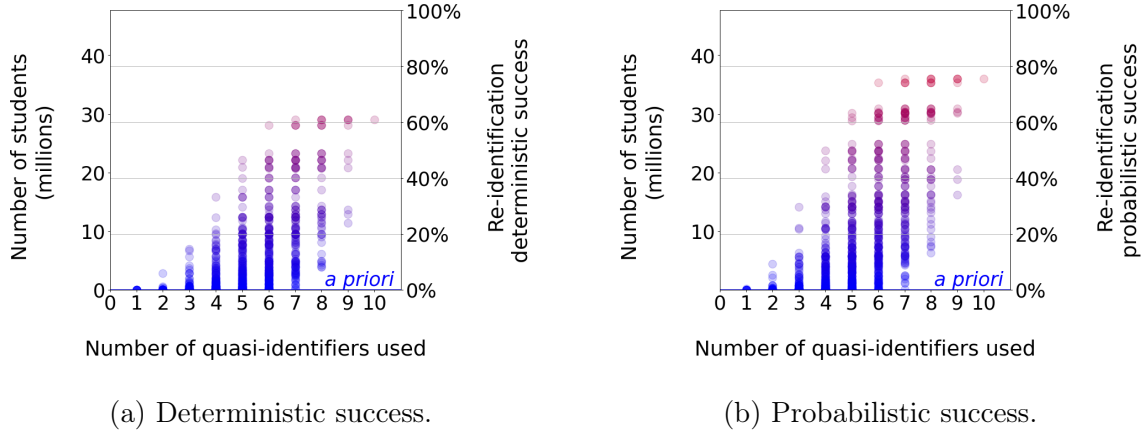 Number of students
(millions)
40
30
20
10
0
0 1 2 3 4 5 6 7 8 9 10
100%
80%
60%
40%
20%
0%
a priori
Re-identification
deterministic success
Number of quasi-identifiers used
(a) Deterministic success.
Number of students
(millions)
40
30
20
10
0 1 2 3 4 5 6 7 8 9 10
100%
80%
60%
40%
20%
0%
a priori
Re-identification
probabilistic success
Number of quasi-identifiers used
(b) Probabilistic success.